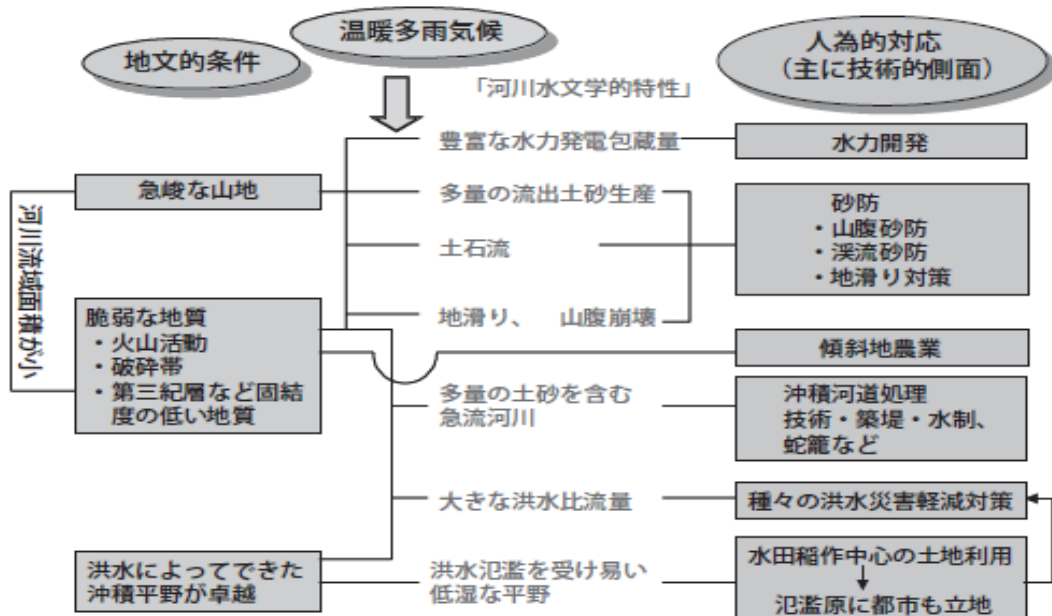 温暖多雨気候
地文的条件
人為的対応
(主に技術的側面)
「河川水文学的特性」
豊富な水力発電包蔵量
水力開発
急峻な山地
多量の流出土砂生産
砂防
・山腹砂防
・渓流砂防
・地滑り対策
土石流
地滑り、 山腹崩壊
河川流域面積が小
脆弱な地質
・火山活動
・破砕帯
・第三紀層など固結
度の低い地質
傾斜地農業
多量の土砂を含む
急流河川
沖積河道処理
技術・築堤・水制、
蛇籠など
大きな洪水比流量
種々の洪水災害軽減対策
洪水によってできた
沖積平野が卓越
洪水氾濫を受け易い
低湿な平野
水田稲作中心の土地利用
氾濫原に都市も立地